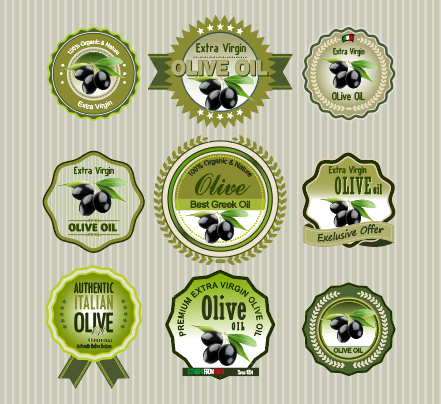 100% Organic & Nature
Extra Virgin
Extra Virgin
OLIVE OIL
Extra Virgin
OLIVE OIL
Extra Virgin
OLIVE OIL
100% Organic & Nature
Olive
Best Greek Oil
Extra Virgin
OLIVE oil
Exclusive Offer
AUTHENTIC
ITALIAN
OLIVE
PREMIUM EXTRA VIRGIN OLIVE OIL
Olive
OIL
OLIVE OIL